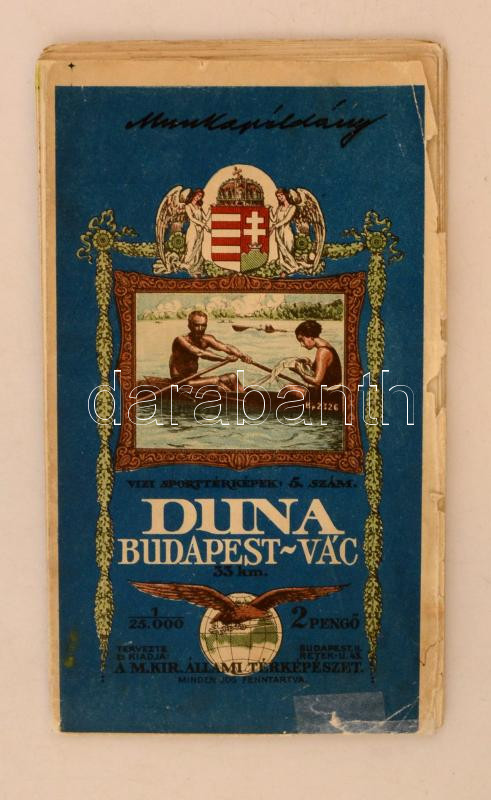 Munkapéldány
darabanth
VIZI SPORTTÉRKÉPEK: 5. SZÁM.
DUNA
BUDAPEST~VÁC
33 km.
1
25.000
2 PENGŐ
TERVEZTE
ÉS KIADJA:
BUDAPEST, II.
RETEK-U. 43.
A M. KIR. ÁLLAMI TÉRKÉPÉSZET.
MINDEN JOG FENNTARTVA.